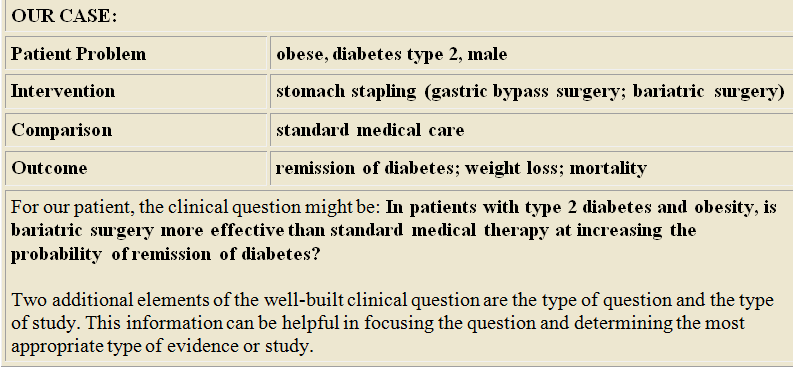 OUR CASE:
Patient Problem
obese, diabetes type 2, male
Intervention
stomach stapling (gastric bypass surgery; bariatric surgery)
Comparison
standard medical care
Outcome
remission of diabetes; weight loss; mortality
For our patient, the clinical question might be: In patients with type 2 diabetes and obesity, is
bariatric surgery more effective than standard medical therapy at increasing the
probability of remission of diabetes?
Two additional elements of the well-built clinical question are the type of question and the type
of study. This information can be helpful in focusing the question and determining the most
appropriate type of evidence or study.